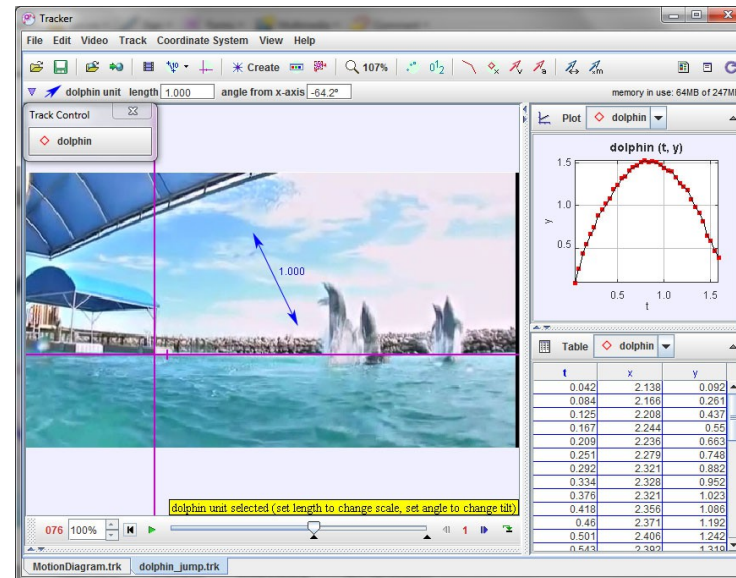 Tracker
File Edit Video Track Coordinate System View Help
107% Create
dolphin unit length 1.000 angle from x-axis -64.2° memory in use: 64MB of 247MB
Track Control
dolphin
1.000
dolphin unit selected (set length to change scale, set angle to change tilt)
076 100% 1
Plot dolphin
dolphin (t, y)
1.5
1.0
0.5
y
0.5 1.0 1.5
t
Table dolphin
t x y
0.042 2.138 0.092
0.084 2.166 0.261
0.125 2.208 0.437
0.167 2.244 0.55
0.209 2.236 0.663
0.251 2.279 0.748
0.292 2.321 0.882
0.334 2.328 0.952
0.376 2.321 1.023
0.418 2.356 1.086
0.46 2.371 1.192
0.501 2.406 1.242
0.543 2.392 1.319
MotionDiagram.trk dolphin_jump.trk